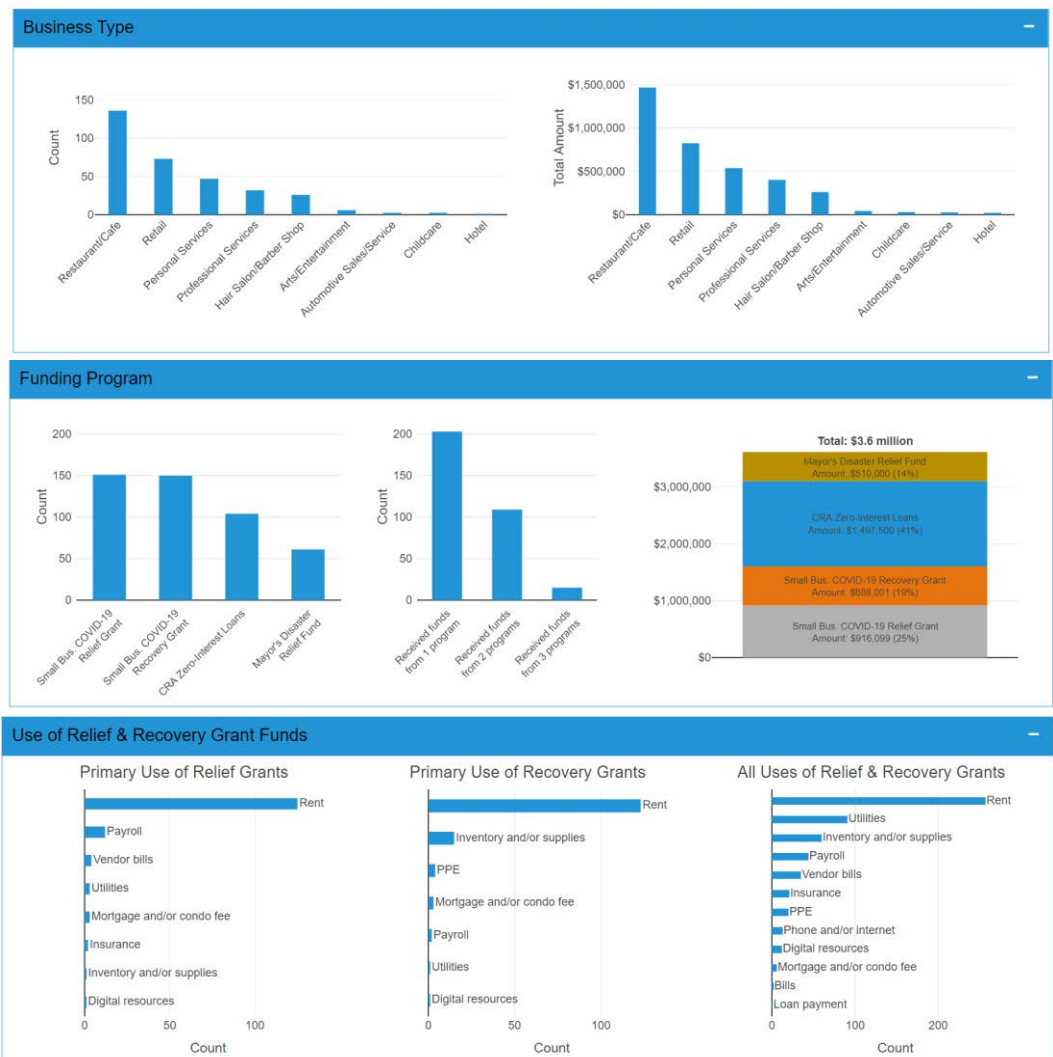 Business Type
Count
150
100
50
0
Restaurant/Cafe
Retail
Personal Services
Professional Services
Hair Salon/Barber Shop
Arts/Entertainment
Automotive Sales/Service
Childcare
Hotel
Total Amount
$1,500,000
$1,000,000
$500,000
$0
Restaurant/Cafe
Retail
Personal Services
Professional Services
Hair Salon/Barber Shop
Arts/Entertainment
Childcare
Automotive Sales/Service
Hotel
Funding Program
Count
200
150
100
50
0
Small Bus. COVID-19
Relief Grant
Small Bus. COVID-19
Recovery Grant
CRA Zero-Interest Loans
Mayor's Disaster
Relief Fund
Count
200
150
100
50
0
Received funds
from 1 program
Received funds
from 2 programs
Received funds
from 3 programs
Total: $3.6 million
$3,000,000
$2,000,000
$1,000,000
$0
Mayor's Disaster Relief Fund
Amount: $510,000 (14%)
CRA Zero-Interest Loans
Amount: $1,497,500 (41%)
Small Bus. COVID-19 Recovery Grant
Amount: $688,001 (19%)
Small Bus. COVID-19 Relief Grant
Amount: $916,099 (25%)
Use of Relief & Recovery Grant Funds
Primary Use of Relief Grants
Rent
Payroll
Vendor bills
Utilities
Mortgage and/or condo fee
Insurance
Inventory and/or supplies
Digital resources
0
50
100
Count
Primary Use of Recovery Grants
Rent
Inventory and/or supplies
PPE
Mortgage and/or condo fee
Payroll
Utilities
Digital resources
0
50
100
Count
All Uses of Relief & Recovery Grants
Rent
Utilities
Inventory and/or supplies
Payroll
Vendor bills
Insurance
PPE
Phone and/or internet
Digital resources
Mortgage and/or condo fee
Bills
Loan payment
0
100
200
Count